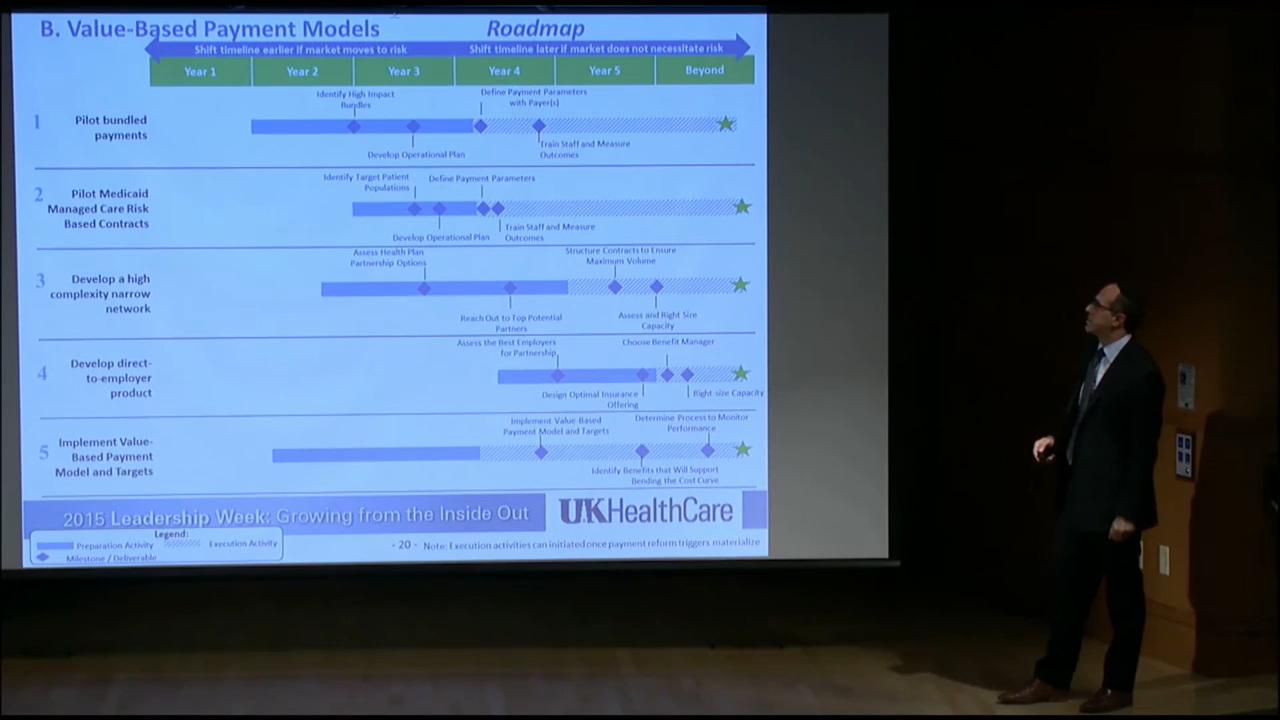 B. Value-Based Payment Models
Roadmap
Shift timeline earlier if market moves to risk
Shift timeline later if market does not necessitate risk
Year 1
Year 2
Year 3
Year 4
Year 5
Beyond
1
Pilot bundled
payments
Identify High Impact
Bundles
Develop Operational Plan
Define Payment Parameters
with Payer(s)
Train Staff and Measure
Outcomes
2
Pilot Medicaid
Managed Care Risk
Based Contracts
Identify Target Patient
Populations
Define Payment Parameters
Develop Operational Plan
Train Staff and Measure
Outcomes
3
Develop a high
complexity narrow
network
Assess Health Plan
Partnership Options
Structure Contracts to Ensure
Maximum Volume
Reach Out to Top Potential
Partners
Assess and Right Size
Capacity
4
Develop direct-
to-employer
product
Assess the Best Employers
for Partnership
Choose Benefit Manager
Design Optimal Insurance
Offering
Right size Capacity
5
Implement Value-
Based Payment
Model and Targets
Implement Value-Based
Payment Model and Targets
Determine Process to Monitor
Performance
Identify Benefits that Will Support
Bending the Cost Curve
2015 Leadership Week: Growing from the Inside Out
UKHealthCare
Legend:
Preparation Activity
Execution Activity
Milestone / Deliverable
- 20 -
Note: Execution activities can initiated once payment reform triggers materialize